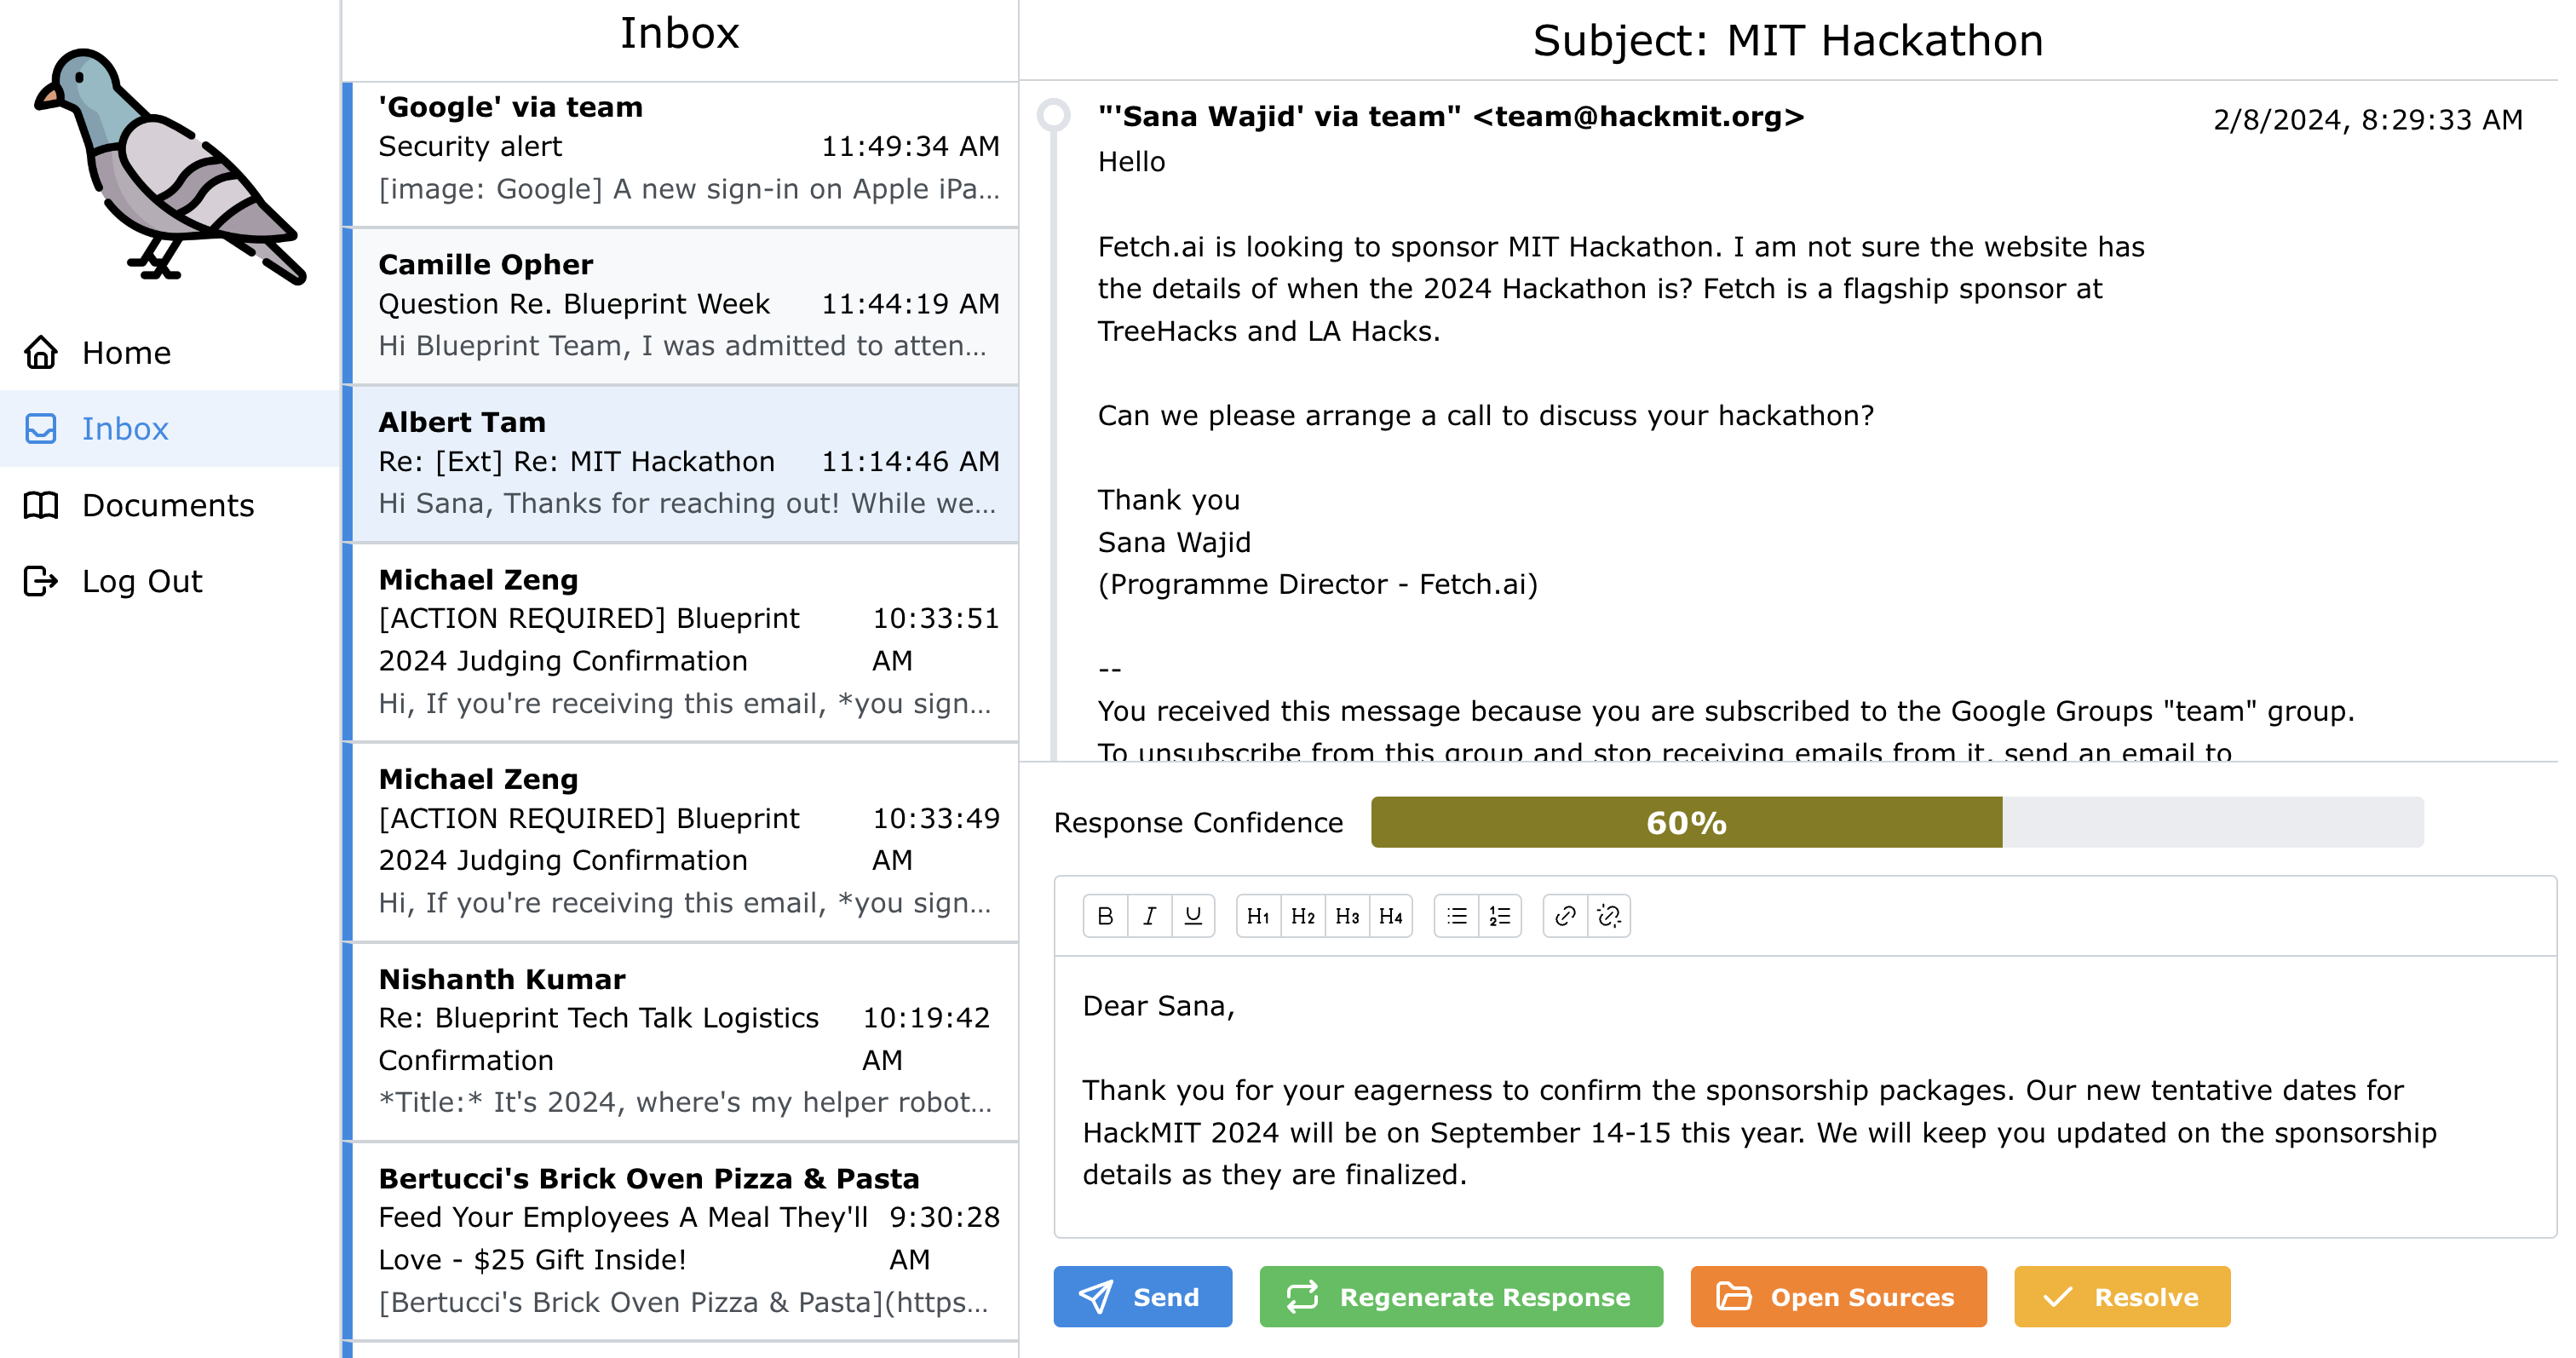 Home
Inbox
Documents
Log Out
Inbox
'Google' via team
Security alert 11:49:34 AM
[image: Google] A new sign-in on Apple iPa...
Camille Opher
Question Re. Blueprint Week 11:44:19 AM
Hi Blueprint Team, I was admitted to atten...
Albert Tam
Re: [Ext] Re: MIT Hackathon 11:14:46 AM
Hi Sana, Thanks for reaching out! While we...
Michael Zeng
[ACTION REQUIRED] Blueprint 10:33:51
2024 Judging Confirmation AM
Hi, If you're receiving this email, *you sign...
Michael Zeng
[ACTION REQUIRED] Blueprint 10:33:49
2024 Judging Confirmation AM
Hi, If you're receiving this email, *you sign...
Nishanth Kumar
Re: Blueprint Tech Talk Logistics 10:19:42
Confirmation AM
*Title:* It's 2024, where's my helper robot...
Bertucci's Brick Oven Pizza & Pasta
Feed Your Employees A Meal They'll 9:30:28
Love - $25 Gift Inside! AM
[Bertucci's Brick Oven Pizza & Pasta](https...
Subject: MIT Hackathon
"'Sana Wajid' via team" <team@hackmit.org> 2/8/2024, 8:29:33 AM
Hello
Fetch.ai is looking to sponsor MIT Hackathon. I am not sure the website has
the details of when the 2024 Hackathon is? Fetch is a flagship sponsor at
TreeHacks and LA Hacks.
Can we please arrange a call to discuss your hackathon?
Thank you
Sana Wajid
(Programme Director - Fetch.ai)
--
You received this message because you are subscribed to the Google Groups "team" group.
To unsubscribe from this group and stop receiving emails from it, send an email to
Response Confidence 60%
B I U H1 H2 H3 H4
Dear Sana,
Thank you for your eagerness to confirm the sponsorship packages. Our new tentative dates for
HackMIT 2024 will be on September 14-15 this year. We will keep you updated on the sponsorship
details as they are finalized.
Send Regenerate Response Open Sources Resolve